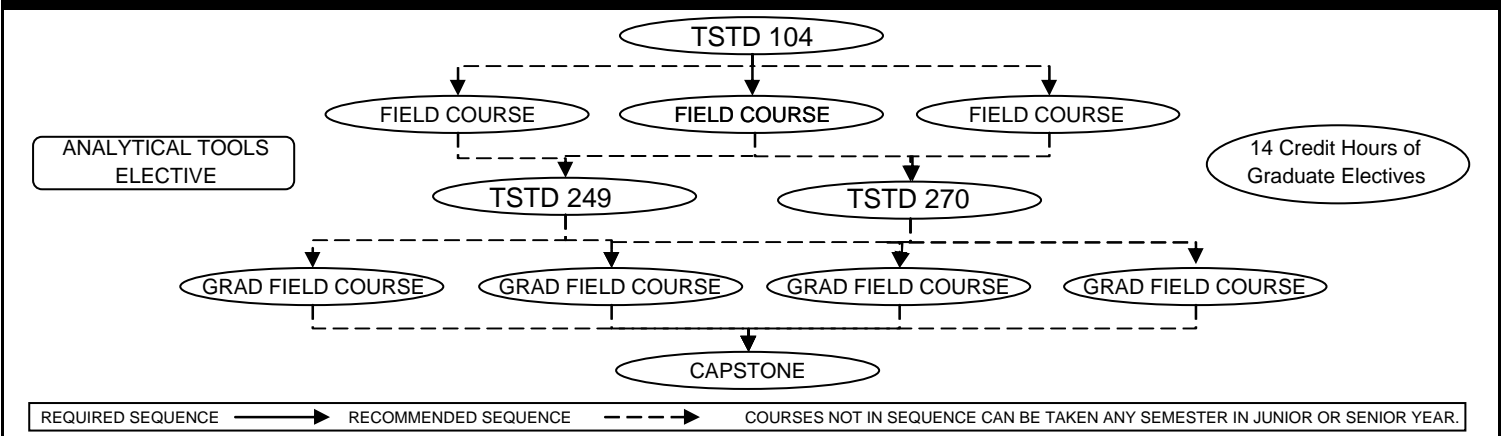 TSTD 104
FIELD COURSE
FIELD COURSE
FIELD COURSE
ANALYTICAL TOOLS
ELECTIVE
14 Credit Hours of
Graduate Electives
TSTD 249
TSTD 270
GRAD FIELD COURSE
GRAD FIELD COURSE
GRAD FIELD COURSE
GRAD FIELD COURSE
CAPSTONE
REQUIRED SEQUENCE RECOMMENDED SEQUENCE COURSES NOT IN SEQUENCE CAN BE TAKEN ANY SEMESTER IN JUNIOR OR SENIOR YEAR.